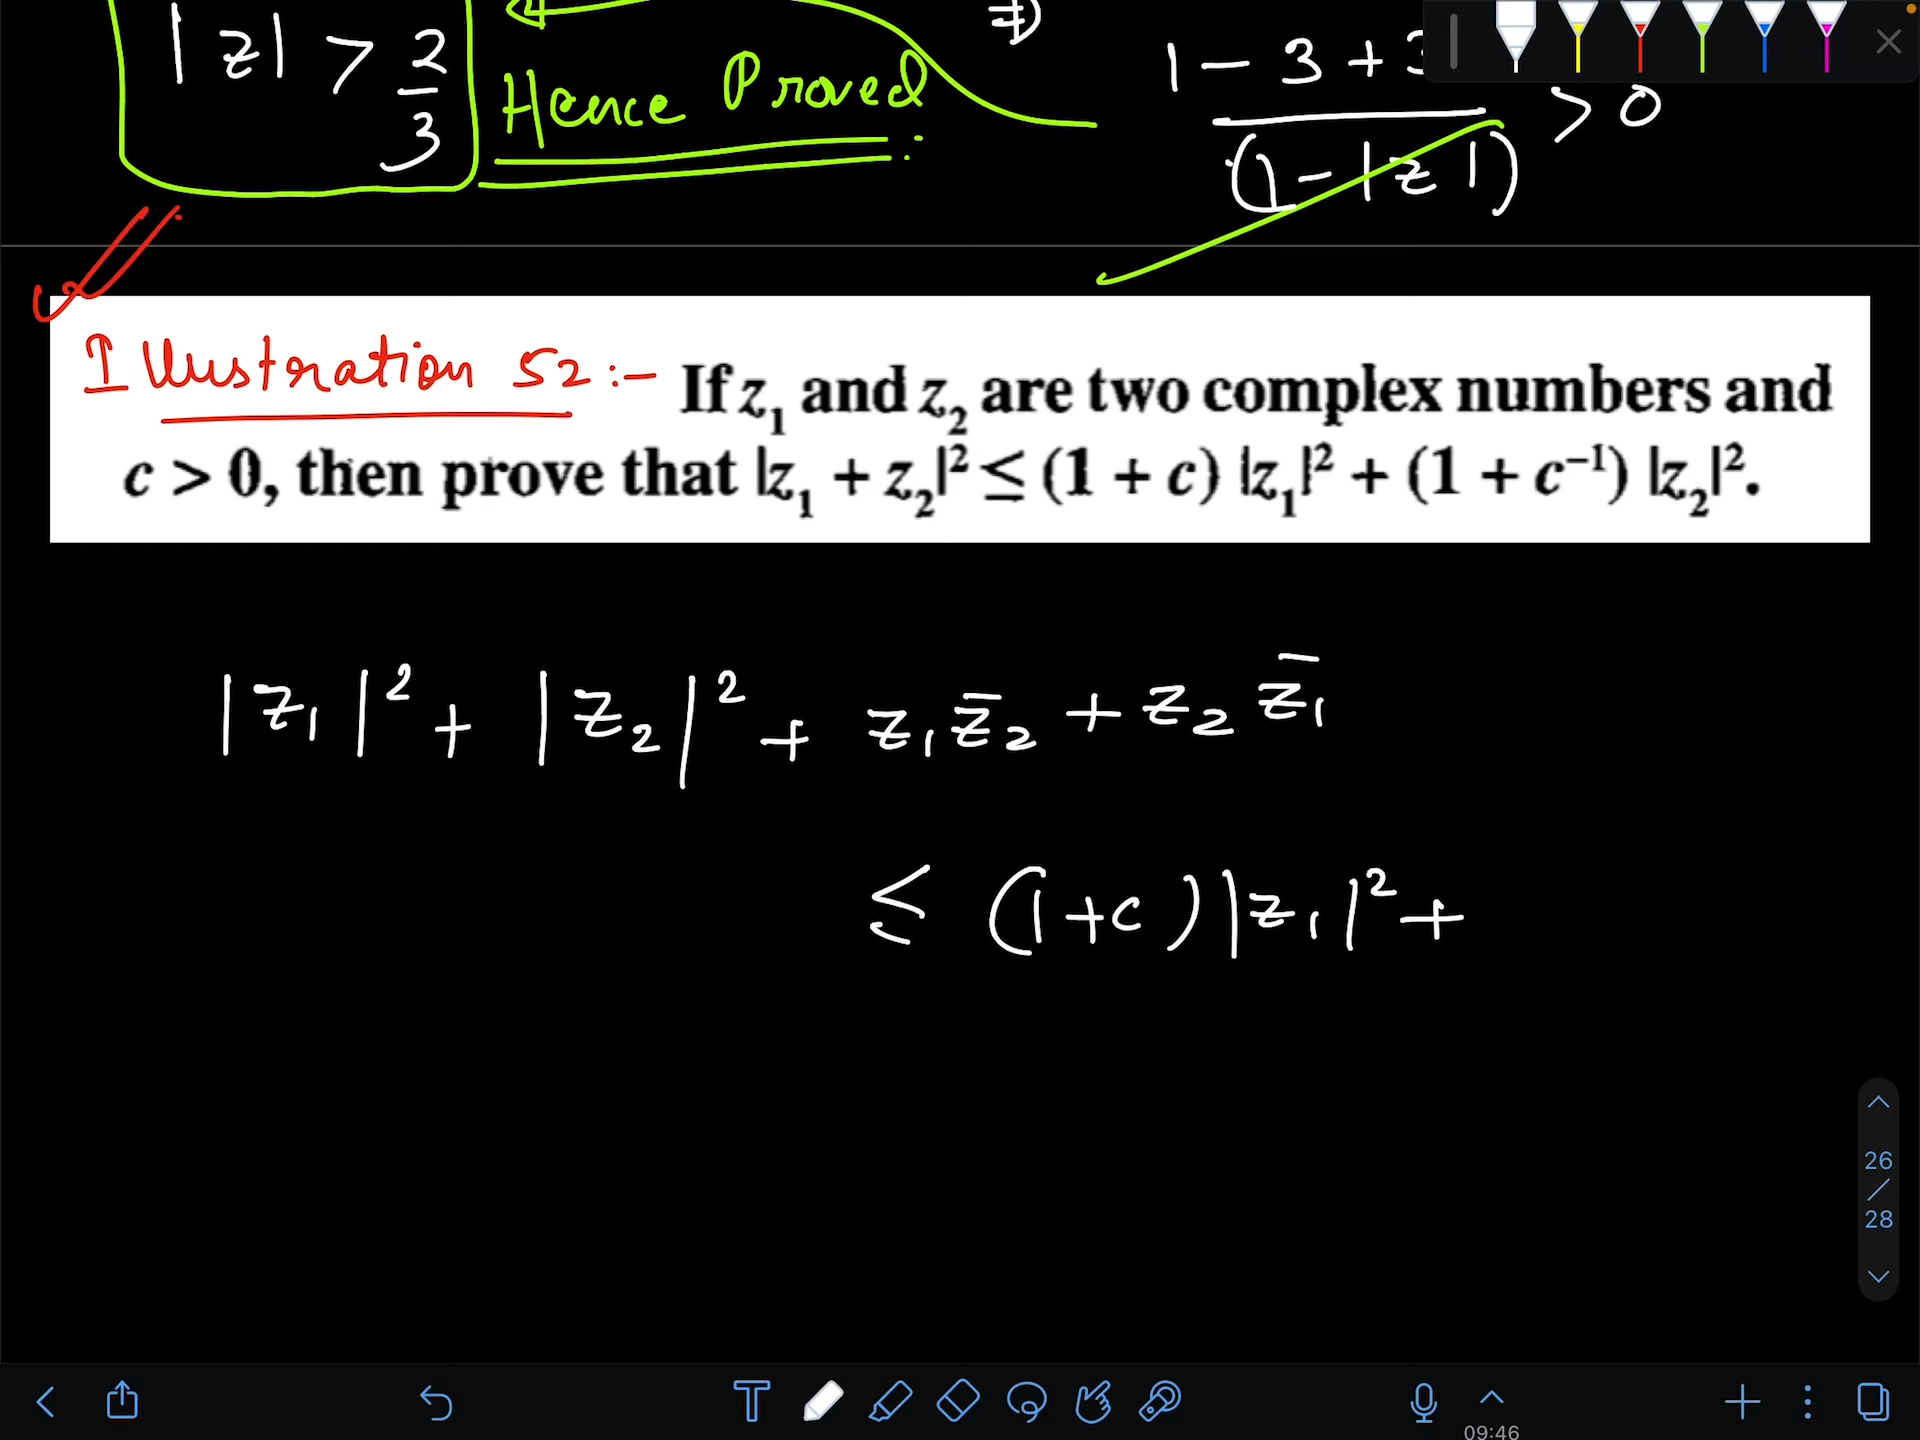 |z| > 2/3
Hence Proved
⇒
1 - 3 +
(1 - |z|) > 0
Illustration 52 :- If z₁ and z₂ are two complex numbers and
c > 0, then prove that |z₁ + z₂|² ≤ (1 + c) |z₁|² + (1 + c⁻¹) |z₂|².
|z₁|² + |z₂|² + z₁z̄₂ + z₂z̄₁
≤ (1+c)|z₁|² +
26
/
28
T
09:46